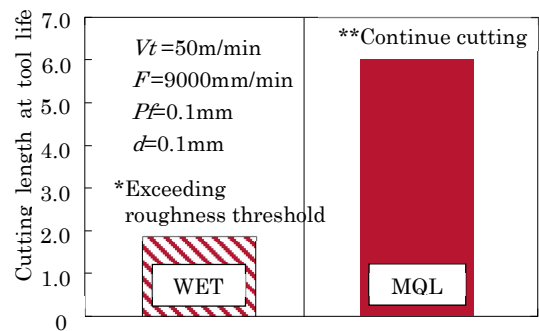 Cutting length at tool life
7.0
6.0
5.0
4.0
3.0
2.0
1.0
0
Vt=50m/min
F=9000mm/min
Pf=0.1mm
d=0.1mm
*Exceeding
roughness threshold
WET
**Continue cutting
MQL